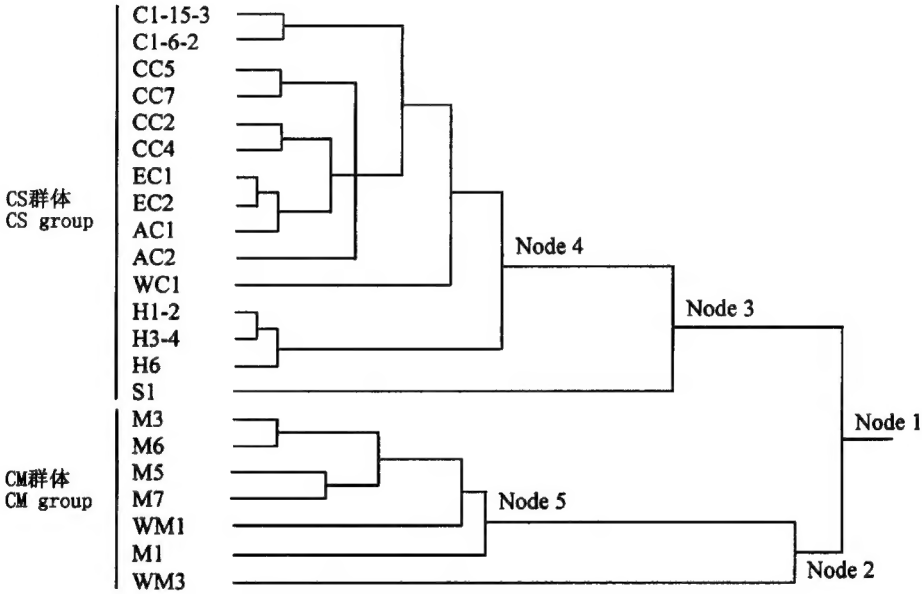 C1-15-3
C1-6-2
CC5
CC7
CC2
CC4
EC1
EC2
AC1
AC2
WC1
H1-2
H3-4
H6
S1
M3
M6
M5
M7
WM1
M1
WM3
CS群体
CS group
CM群体
CM group
Node 4
Node 3
Node 1
Node 5
Node 2